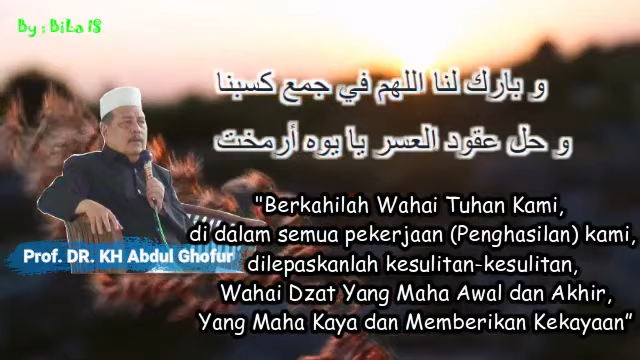 By : BiLa 18
و بارك لنا اللهم في جمع كسبنا
و حل عقود العسر يا يوه أرمخت
"Berkahilah Wahai Tuhan Kami,
di dalam semua pekerjaan (Penghasilan) kami,
dilepaskanlah kesulitan-kesulitan,
Wahai Dzat Yang Maha Awal dan Akhir,
Yang Maha Kaya dan Memberikan Kekayaan”
Prof. DR. KH Abdul Ghofur